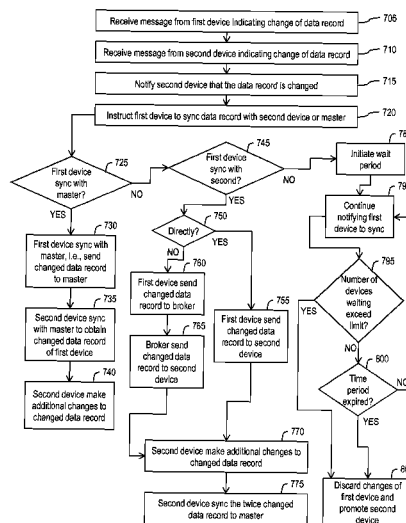 Receive message from first device indicating change of data record
706
Receive message from second device indicating change of data record
710
Notify second device that the data record is changed
715
Instruct first device to sync data record with second device or master
720
First device
sync with
master?
725
YES
NO
First device
sync with
second?
745
YES
NO
Initiate wait
period
Continue
notifying first
device to sync
Number of
devices
waiting exceed
limit?
795
YES
NO
Time
period
expired?
800
NO
YES
Discard changes of
first device and
promote second
device
First device sync with
master, i.e., send
changed data record
to master
730
Second device sync
with master to obtain
changed data record
of first device
735
Second device make
additional changes to
changed data record
740
Directly?
750
NO
YES
First device send
changed data
record to broker
760
Broker send
changed data
record to second
device
765
First device send
changed data
record to second
device
755
Second device make additional changes to
changed data record
770
Second device sync the twice changed
data record to master
775